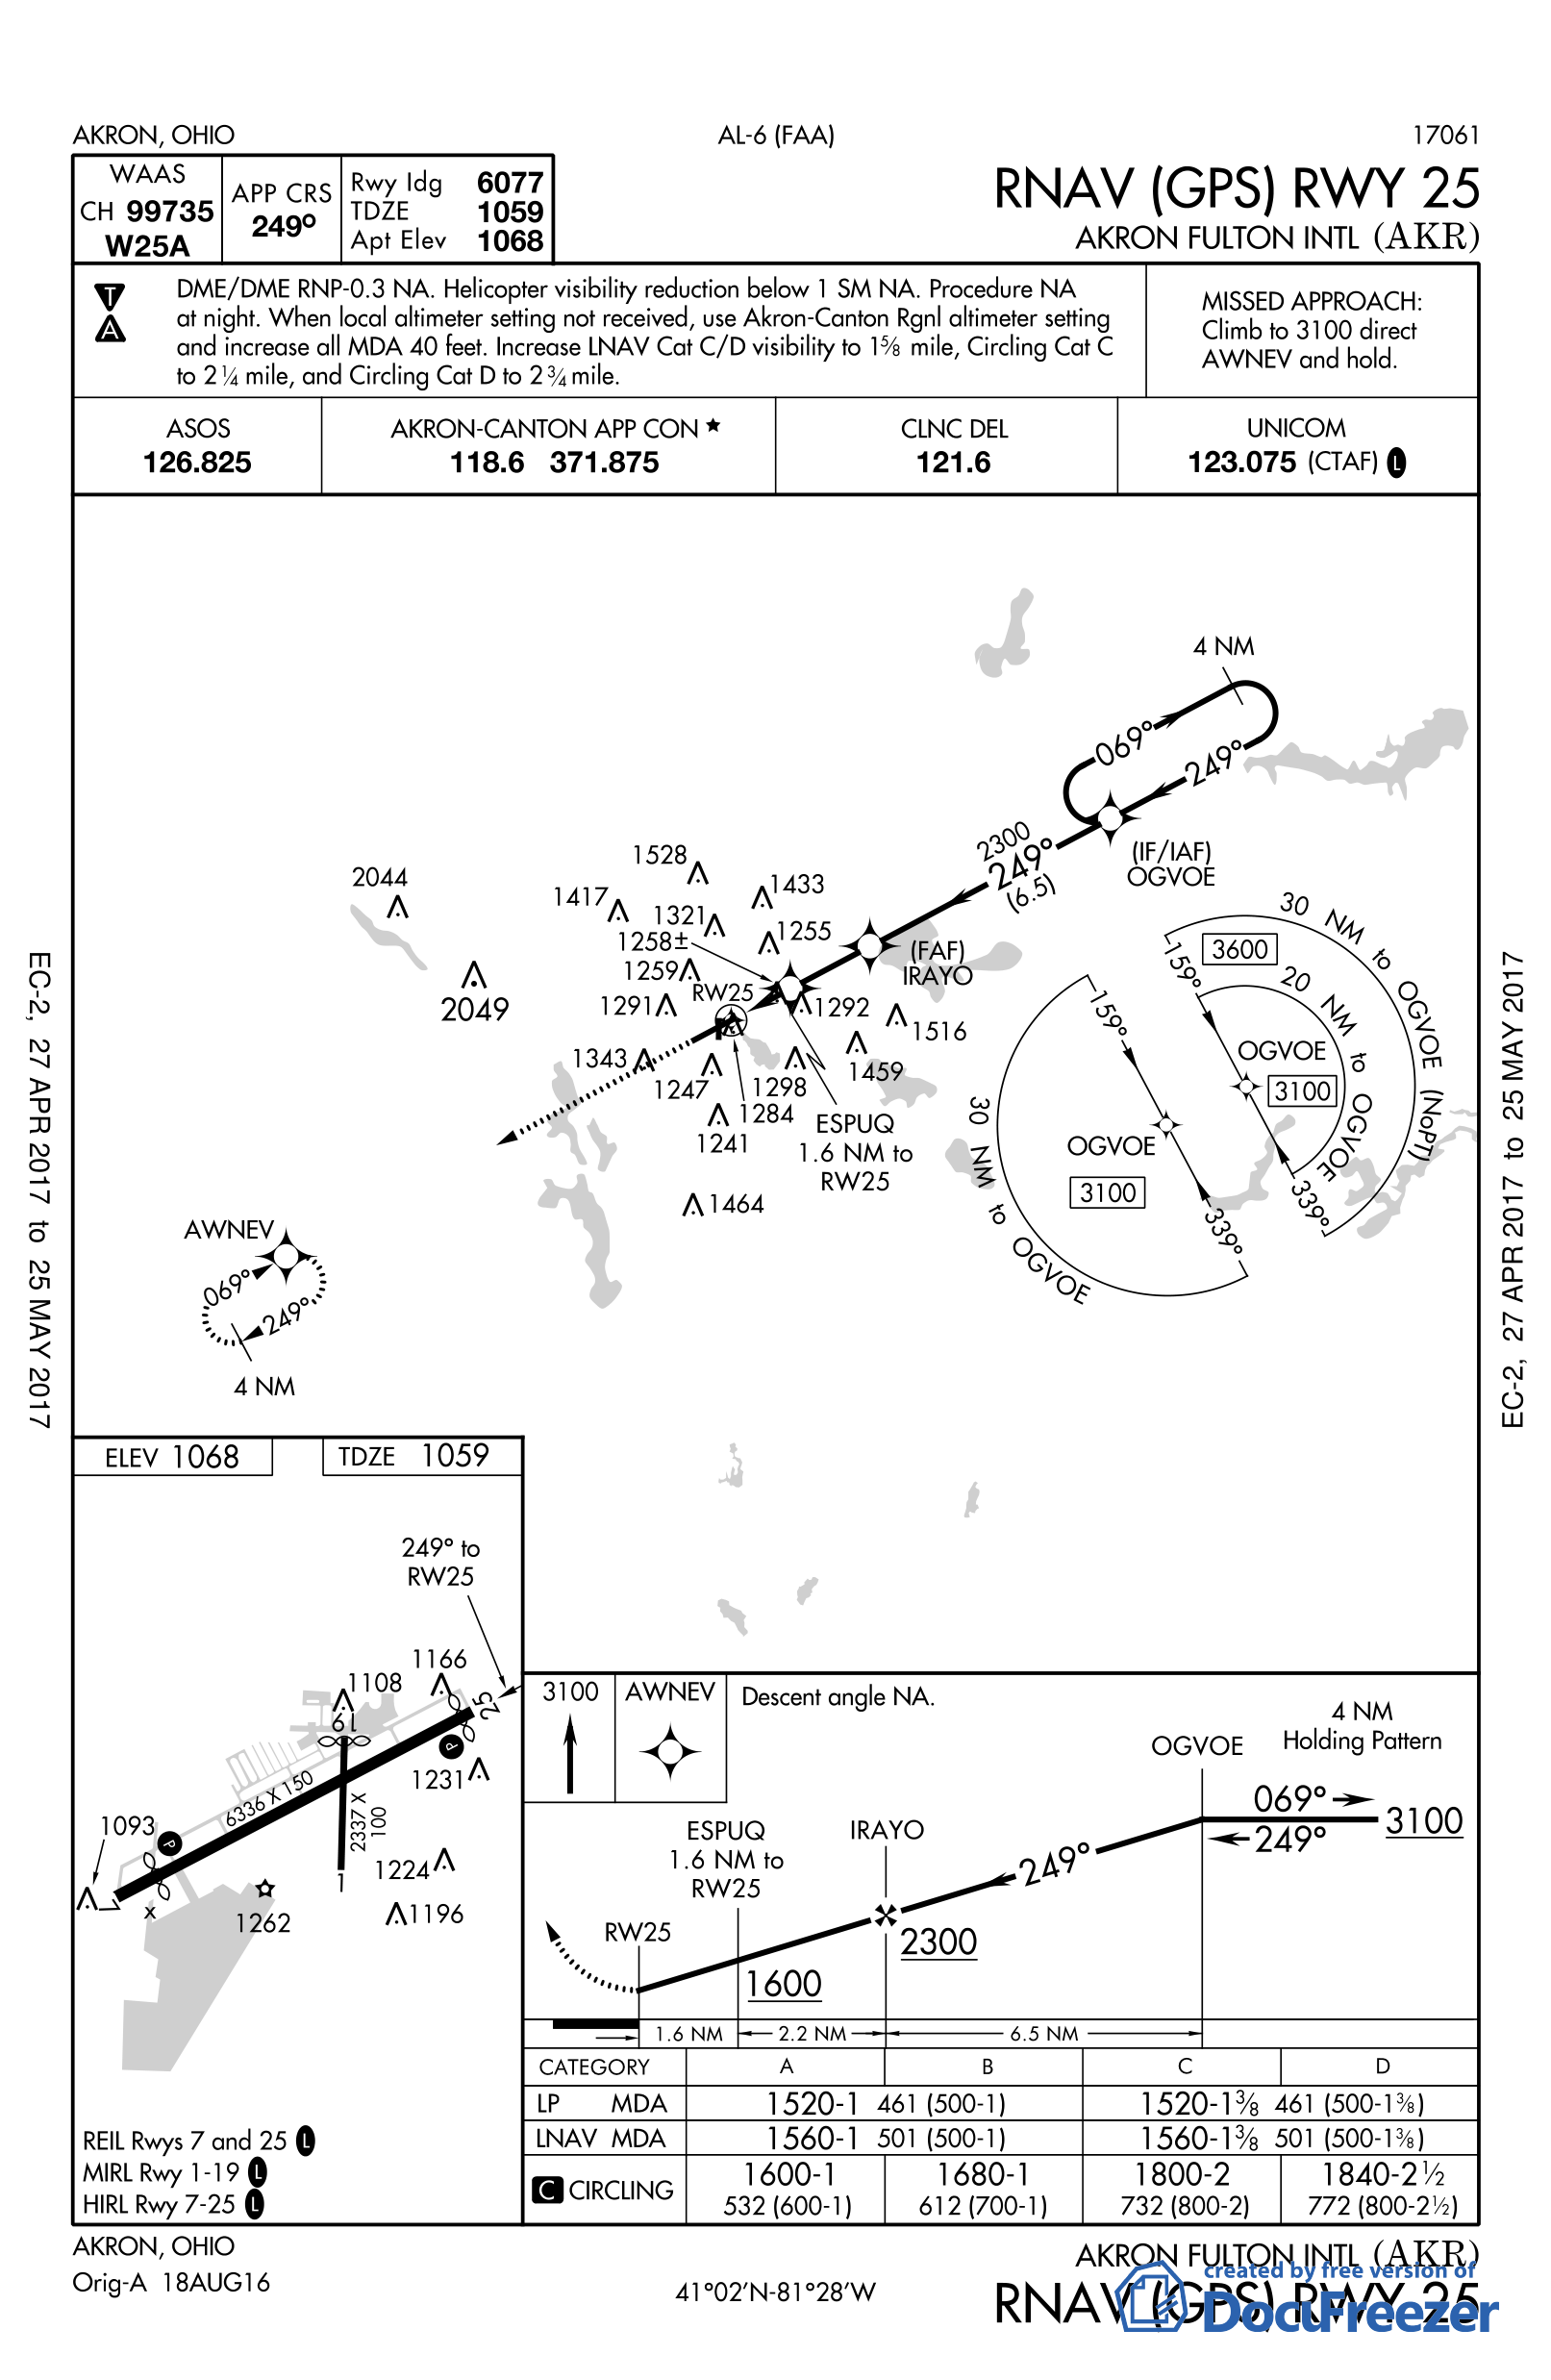 AKRON, OHIO
AL-6 (FAA)
17061
WAAS
CH 99735
W25A
APP CRS
249°
Rwy Idg 6077
TDZE 1059
Apt Elev 1068
RNAV (GPS) RWY 25
AKRON FULTON INTL (AKR)
T
A
DME/DME RNP-0.3 NA. Helicopter visibility reduction below 1 SM NA. Procedure NA
at night. When local altimeter setting not received, use Akron-Canton Rgnl altimeter setting
and increase all MDA 40 feet. Increase LNAV Cat C/D visibility to 1⅝ mile, Circling Cat C
to 2¼ mile, and Circling Cat D to 2¾ mile.
MISSED APPROACH:
Climb to 3100 direct
AWNEV and hold.
ASOS
126.825
AKRON-CANTON APP CON ★
118.6 371.875
CLNC DEL
121.6
UNICOM
123.075 (CTAF) L
4 NM
069°
249°
2300
249°
(6.5)
(IF/IAF)
OGVOE
1528
2044
1417
1433
1321
1258±
1255
(FAF)
IRAYO
1259
2049
1291
RW25
1292
1516
1343
1247
1298
1459
1284
1241
ESPUQ
1.6 NM to
RW25
1464
30 NM to OGVOE (NoPT)
3600
159°
20 NM to OGVOE
OGVOE
3100
339°
159°
OGVOE
3100
339°
30 NM to OGVOE
AWNEV
069°
249°
4 NM
EC-2, 27 APR 2017 to 25 MAY 2017
EC-2, 27 APR 2017 to 25 MAY 2017
ELEV 1068
TDZE 1059
249° to
RW25
1166
1108
19
25
P
1231
6336 X 150
2337 X
100
1093
P
1224
7
1
X
1262
1196
REIL Rwys 7 and 25 L
MIRL Rwy 1-19 L
HIRL Rwy 7-25 L
3100
AWNEV
Descent angle NA.
4 NM
Holding Pattern
OGVOE
069°
3100
249°
ESPUQ
1.6 NM to
RW25
IRAYO
249°
RW25
2300
1600
1.6 NM
2.2 NM
6.5 NM
CATEGORY A B C D
LP MDA 1520-1 461 (500-1) 1520-1⅜ 461 (500-1⅜)
LNAV MDA 1560-1 501 (500-1) 1560-1⅜ 501 (500-1⅜)
C CIRCLING 1600-1 1680-1 1800-2 1840-2½
532 (600-1) 612 (700-1) 732 (800-2) 772 (800-2½)
AKRON, OHIO
Orig-A 18AUG16
41°02'N-81°28'W
AKRON FULTON INTL (AKR)
RNAV (GPS) RWY 25
created by free version of
DocuFreezer